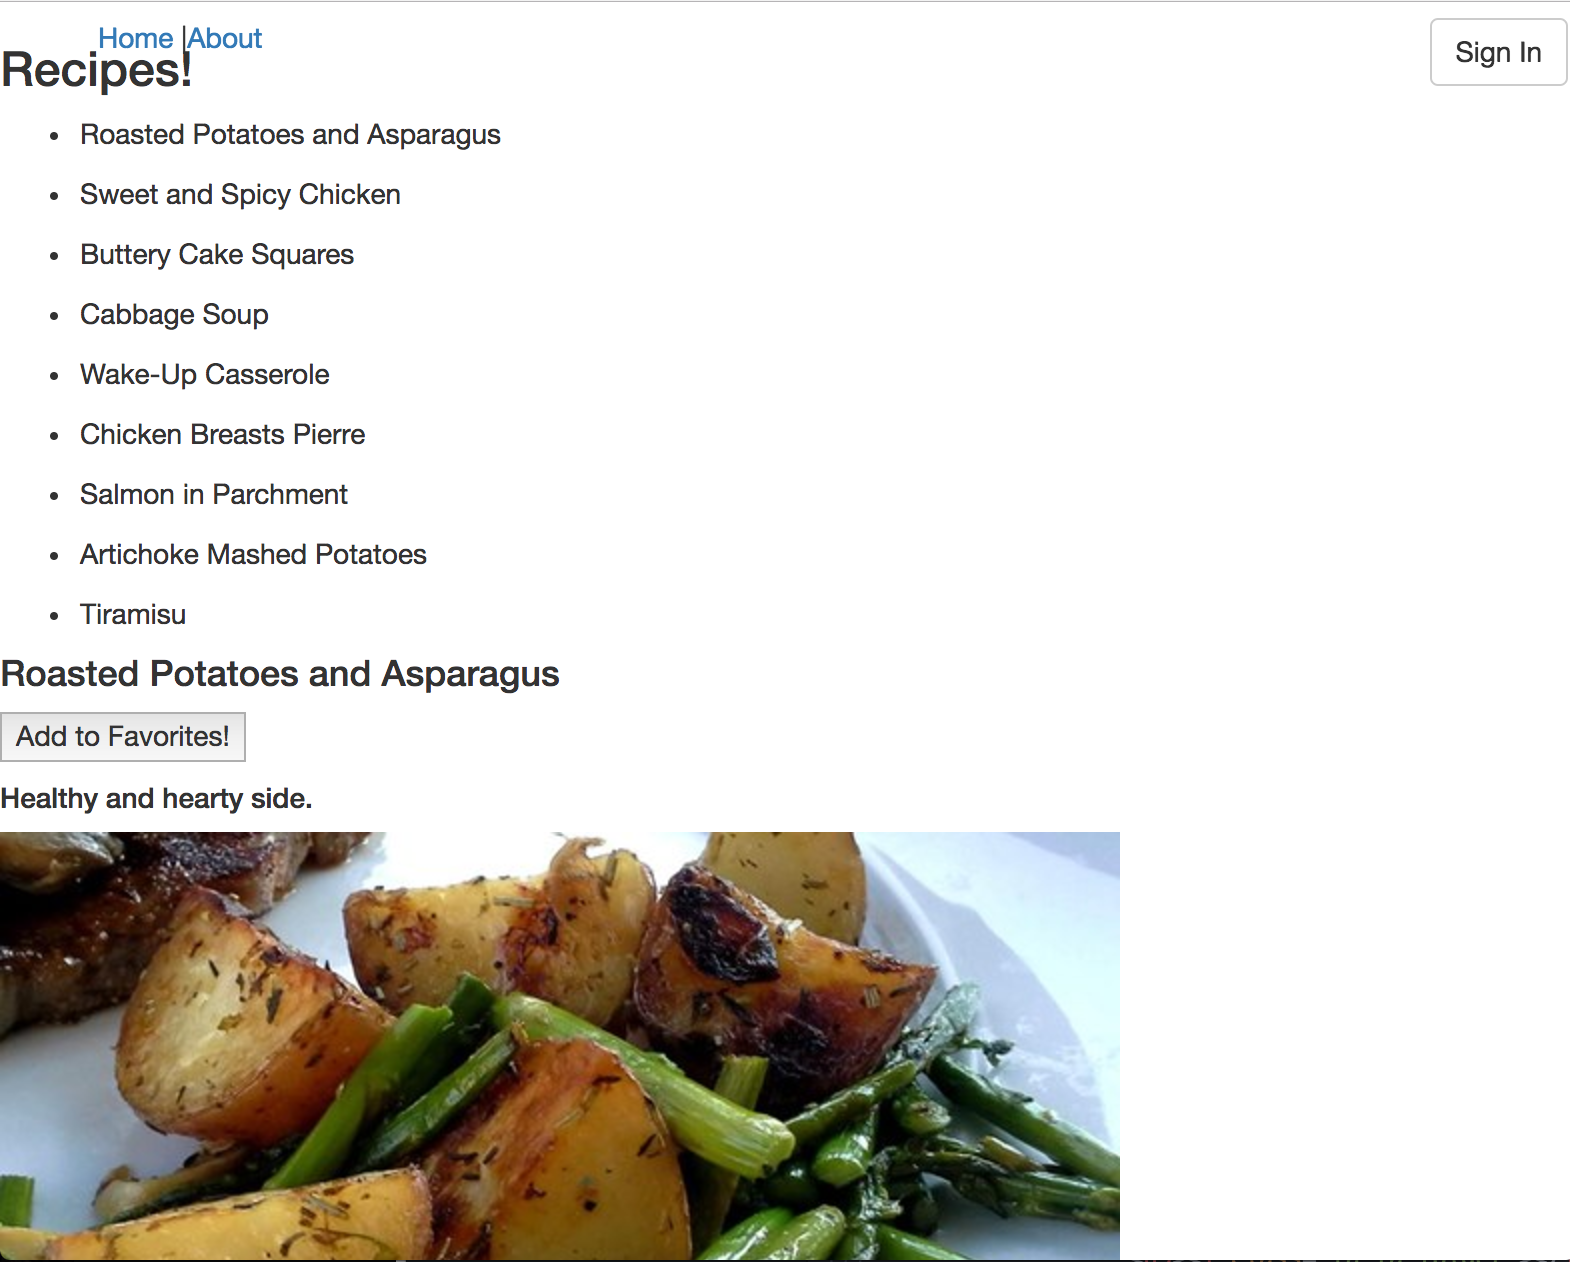 Home |About
Sign In
Recipes!
Roasted Potatoes and Asparagus
Sweet and Spicy Chicken
Buttery Cake Squares
Cabbage Soup
Wake-Up Casserole
Chicken Breasts Pierre
Salmon in Parchment
Artichoke Mashed Potatoes
Tiramisu
Roasted Potatoes and Asparagus
Add to Favorites!
Healthy and hearty side.